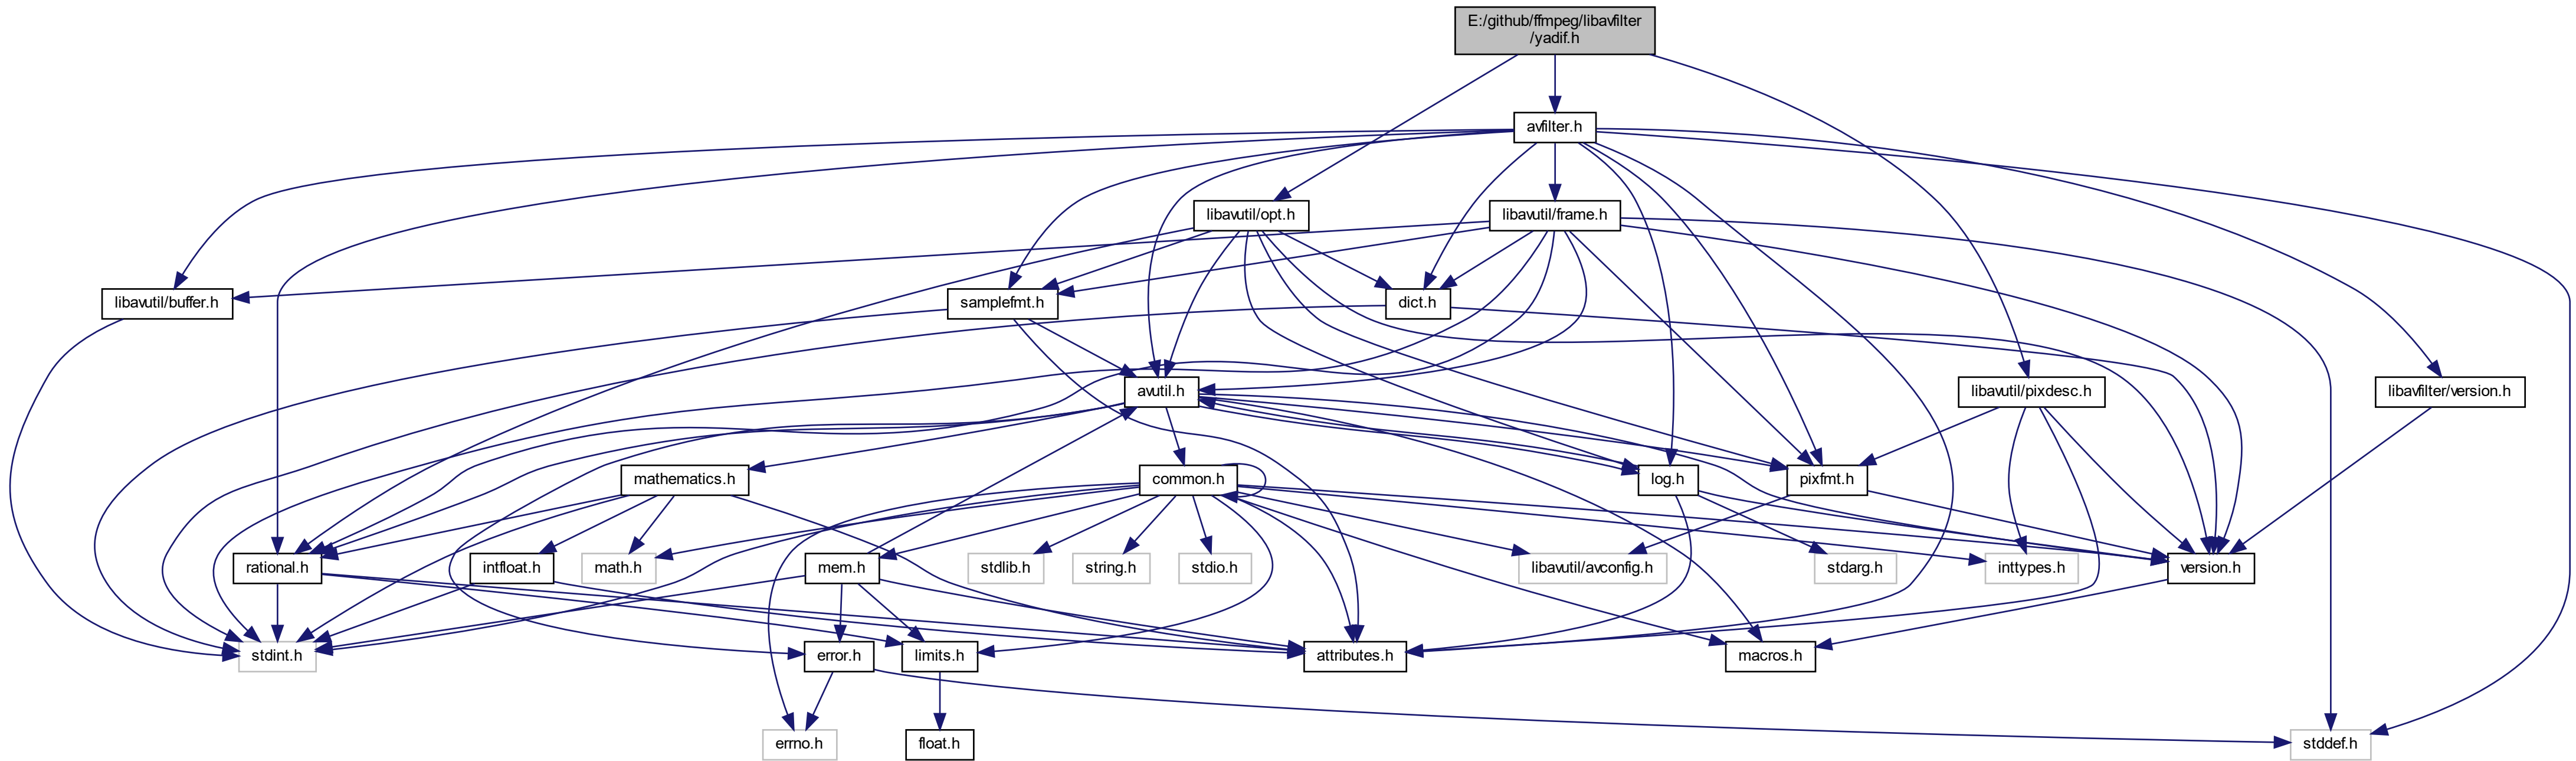 E:/github/ffmpeg/libavfilter
/yadif.h
avfilter.h
libavutil/opt.h
libavutil/frame.h
libavutil/buffer.h
samplefmt.h
dict.h
avutil.h
libavutil/pixdesc.h
libavfilter/version.h
mathematics.h
common.h
log.h
pixfmt.h
rational.h
intfloat.h
math.h
mem.h
stdlib.h
string.h
stdio.h
libavutil/avconfig.h
stdarg.h
inttypes.h
version.h
stdint.h
error.h
limits.h
attributes.h
macros.h
errno.h
float.h
stddef.h